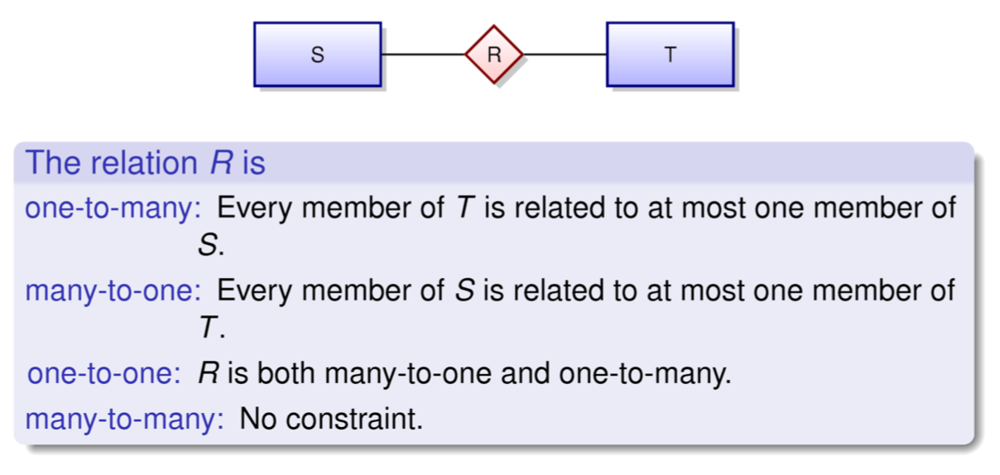 S R T
The relation R is
one-to-many: Every member of T is related to at most one member of
S.
many-to-one: Every member of S is related to at most one member of
T.
one-to-one: R is both many-to-one and one-to-many.
many-to-many: No constraint.